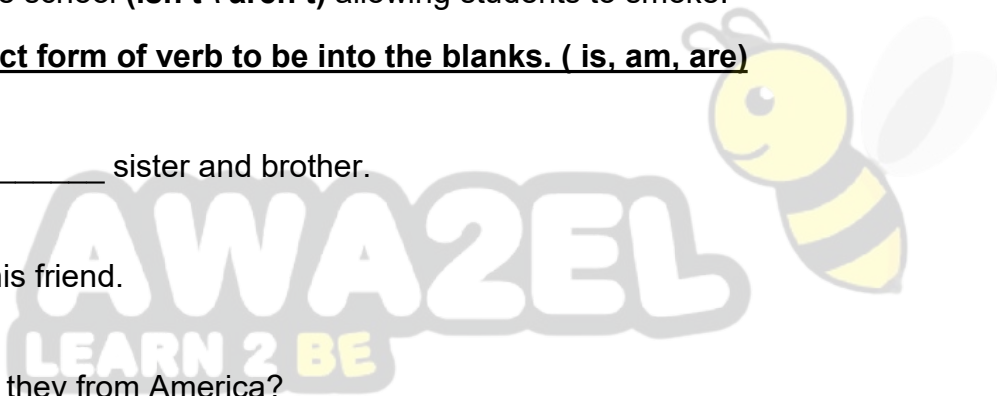 school (isn't \ aren't) allowing students to smoke.
ct form of verb to be into the blanks. ( is, am, are)
______ sister and brother.
is friend.
AWA2EL
LEARN 2 BE
they from America?